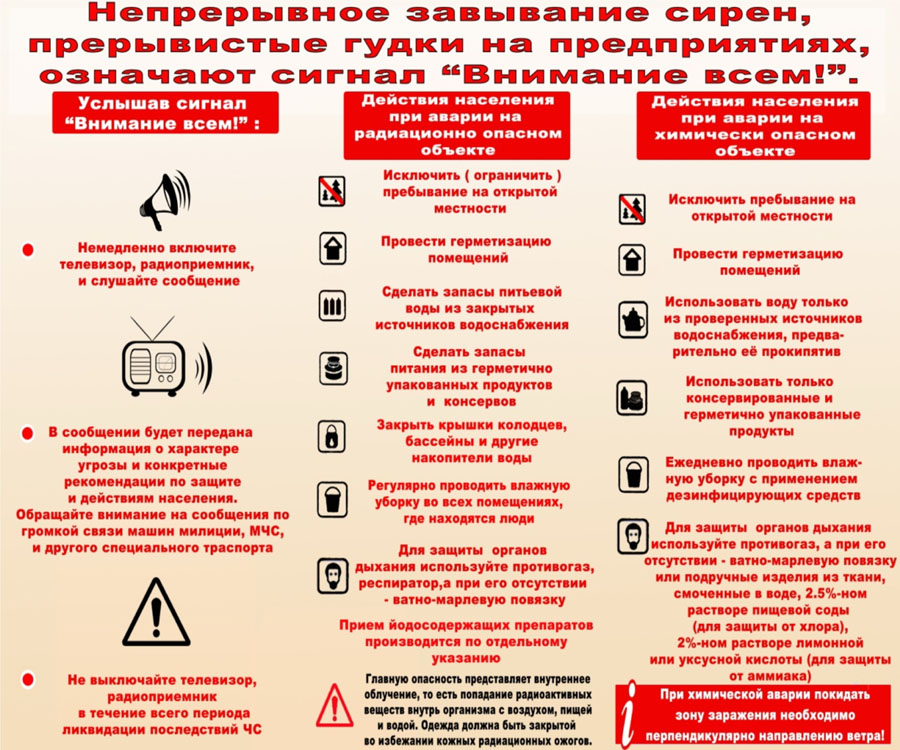 Непрерывное завывание сирен,
прерывистые гудки на предприятиях,
означают сигнал “Внимание всем!”.
Услышав сигнал
“Внимание всем!” :
Немедленно включите
телевизор, радиоприемник,
и слушайте сообщение
В сообщении будет передана
информация о характере
угрозы и конкретные
рекомендации по защите
и действиям населения.
Обращайте внимание на сообщения по
громкой связи машин милиции, МЧС,
и другого специального траспорта
Не выключайте телевизор,
радиоприемник
в течение всего периода
ликвидации последствий ЧС
Действия населения
при аварии на
радиационно опасном
объекте
Исключить ( ограничить )
пребывание на открытой
местности
Провести герметизацию
помещений
Сделать запасы питьевой
воды из закрытых
источников водоснабжения
Сделать запасы
питания из герметично
упакованных продуктов
и консервов
Закрыть крышки колодцев,
бассейны и другие
накопители воды
Регулярно проводить влажную
уборку во всех помещениях,
где находятся люди
Для защиты органов
дыхания используйте противогаз,
респиратор,а при его отсутствии
- ватно-марлевую повязку
Прием йодосодержащих препаратов
производится по отдельному
указанию
Главную опасность представляет внутреннее
облучение, то есть попадание радиоактивных
веществ внутрь организма с воздухом, пищей
и водой. Одежда должна быть закрытой
во избежании кожных радиационных ожогов.
Действия населения
при аварии на
химически опасном
объекте
Исключить пребывание на
открытой местности
Провести герметизацию
помещений
Использовать воду только
из проверенных источников
водоснабжения, предва-
рительно её прокипятив
Использовать только
консервированные и
герметично упакованные
продукты
Ежедневно проводить влаж-
ную уборку с применением
дезинфицирующих средств
Для защиты органов дыхания
используйте противогаз, а при его
отсутствии - ватно-марлевую повязку
или подручные изделия из ткани,
смоченные в воде, 2.5%-ном
растворе пищевой соды
(для защиты от хлора),
2%-ном растворе лимонной
или уксусной кислоты (для защиты
от аммиака)
При химической аварии покидать
зону заражения необходимо
перпендикулярно направлению ветра!